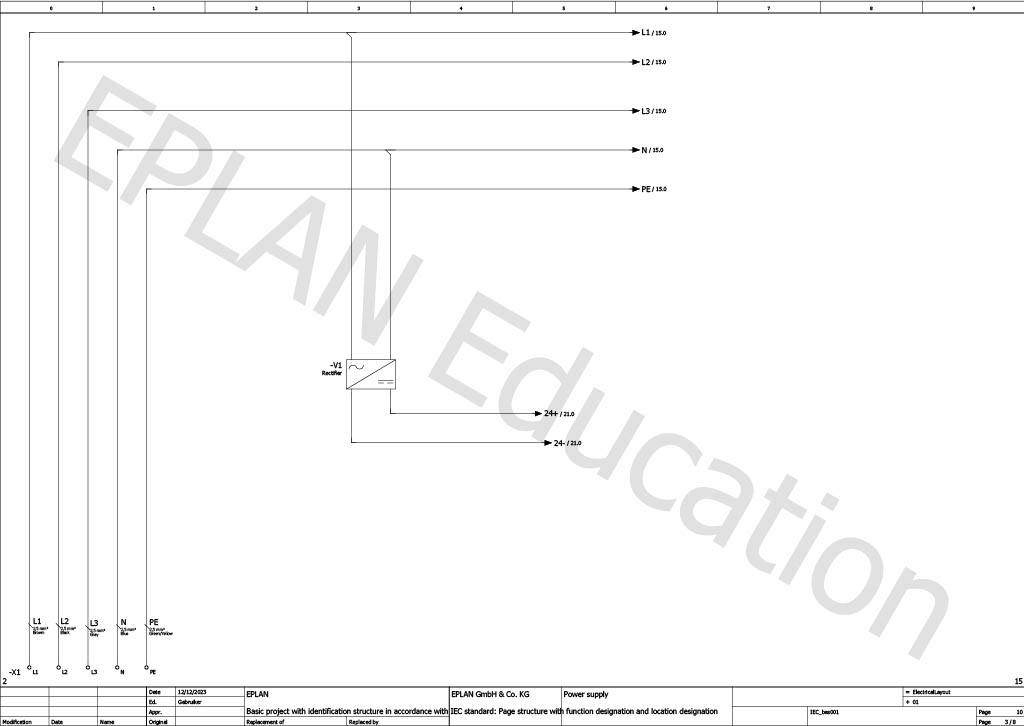 0 1 2 3 4 5 6 7 8 9
L1 / 15.0
L2 / 15.0
L3 / 15.0
N / 15.0
PE / 15.0
EPLAN Education
-V1
Rectifier
24+ / 21.0
24- / 21.0
L1 L2 L3 N PE
2,5 mm² 2,5 mm² 2,5 mm² 2,5 mm² 2,5 mm²
Brown Black Gray Blue Green/Yellow
-X1 L1 L2 L3 N PE
2 15
Date 12/12/2023 EPLAN EPLAN GmbH & Co. KG Power supply = ElectricalLayout
Ed. Gebruiker + 01
Appr. Basic project with identification structure in accordance with IEC standard: Page structure with function designation and location designation IEC_bas001 Page 10
Modification Date Name Original Replacement of Replaced by Page 3 / 8